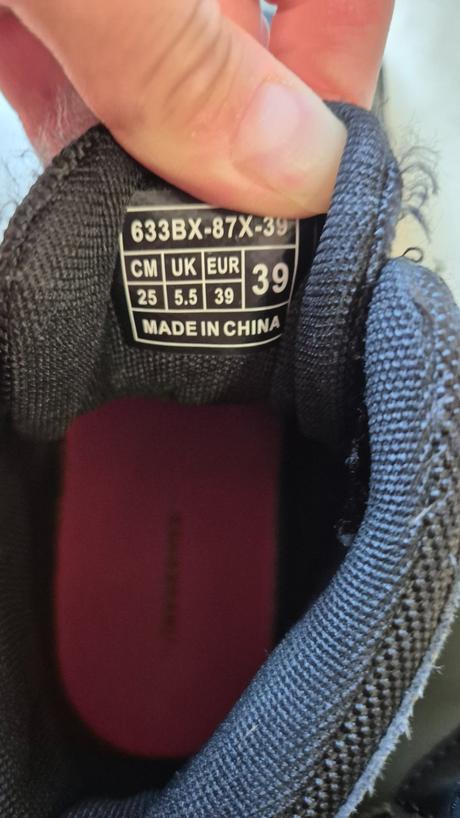 633BX-87X-39
CM UK EUR 39
25 5.5 39
MADE IN CHINA